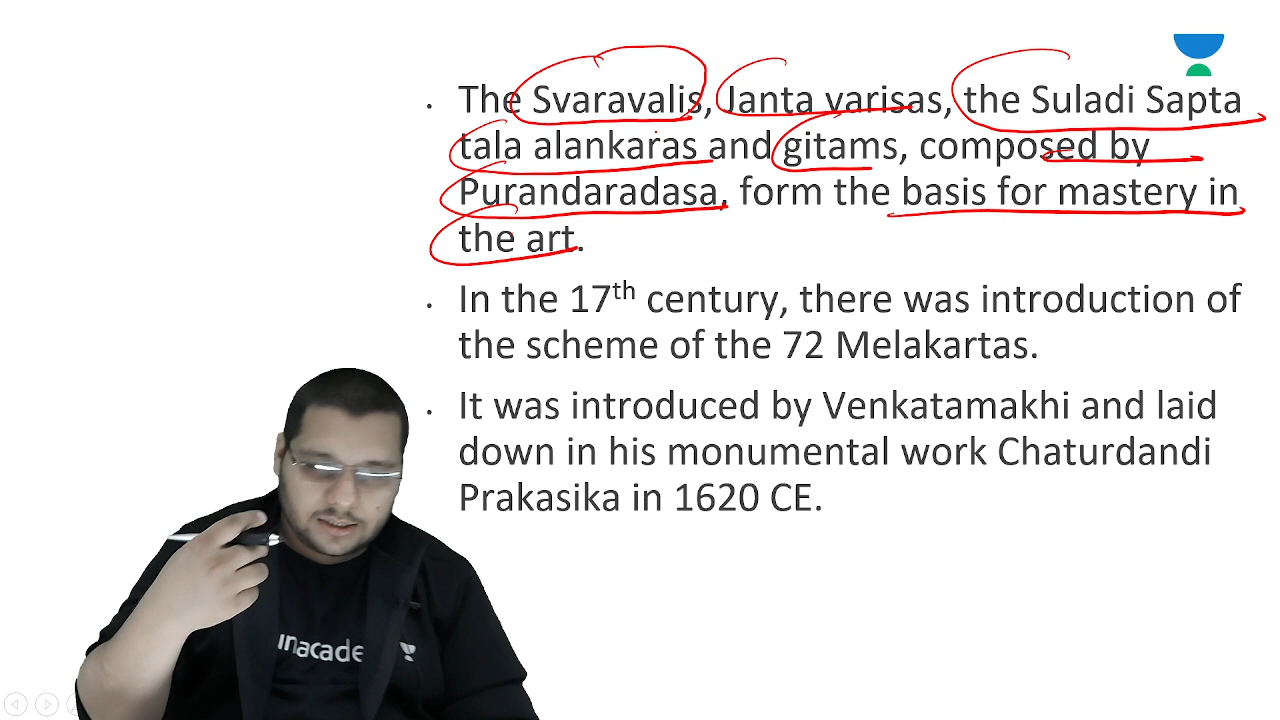 . The Svaravalis, Janta varisas, the Suladi Sapta
tala alankaras and gitams, composed by
Purandaradasa, form the basis for mastery in
the art.
. In the 17th century, there was introduction of
the scheme of the 72 Melakartas.
. It was introduced by Venkatamakhi and laid
down in his monumental work Chaturdandi
Prakasika in 1620 CE.
unacade